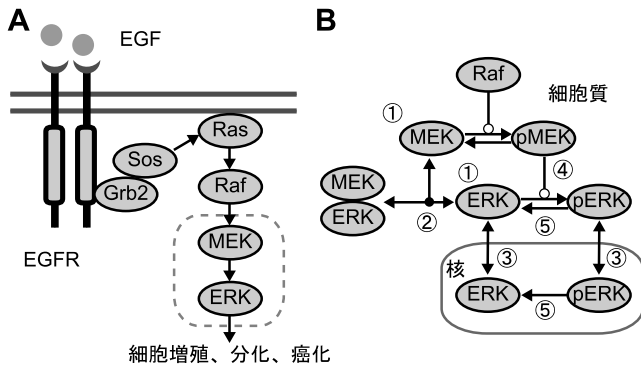 A
EGF
EGFR
Grb2
Sos
Ras
Raf
MEK
ERK
細胞増殖、分化、癌化
B
Raf
細胞質
①
MEK
pMEK
④
MEK
ERK
②
①
ERK
pERK
⑤
③
③
核
ERK
pERK
⑤